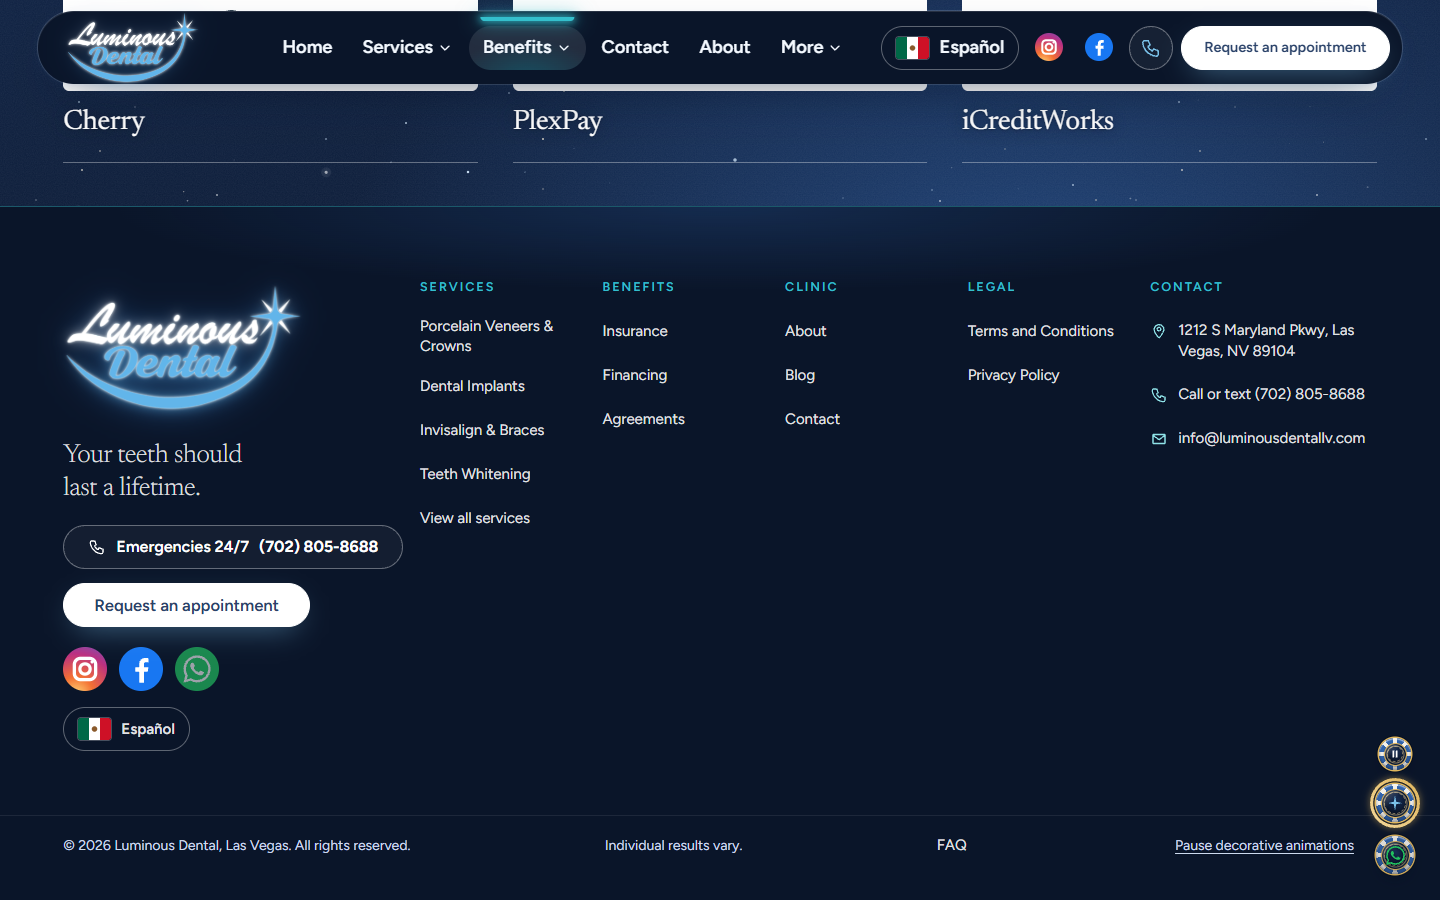 Luminous
Dental
Home
Services
Benefits
Contact
About
More
Español
Request an appointment
Cherry
PlexPay
iCreditWorks
Luminous
Dental
Your teeth should
last a lifetime.
Emergencies 24/7 (702) 805-8688
Request an appointment
Español
SERVICES
Porcelain Veneers &
Crowns
Dental Implants
Invisalign & Braces
Teeth Whitening
View all services
BENEFITS
Insurance
Financing
Agreements
CLINIC
About
Blog
Contact
LEGAL
Terms and Conditions
Privacy Policy
CONTACT
1212 S Maryland Pkwy, Las
Vegas, NV 89104
Call or text (702) 805-8688
info@luminousdentallv.com
© 2026 Luminous Dental, Las Vegas. All rights reserved.
Individual results vary.
FAQ
Pause decorative animations